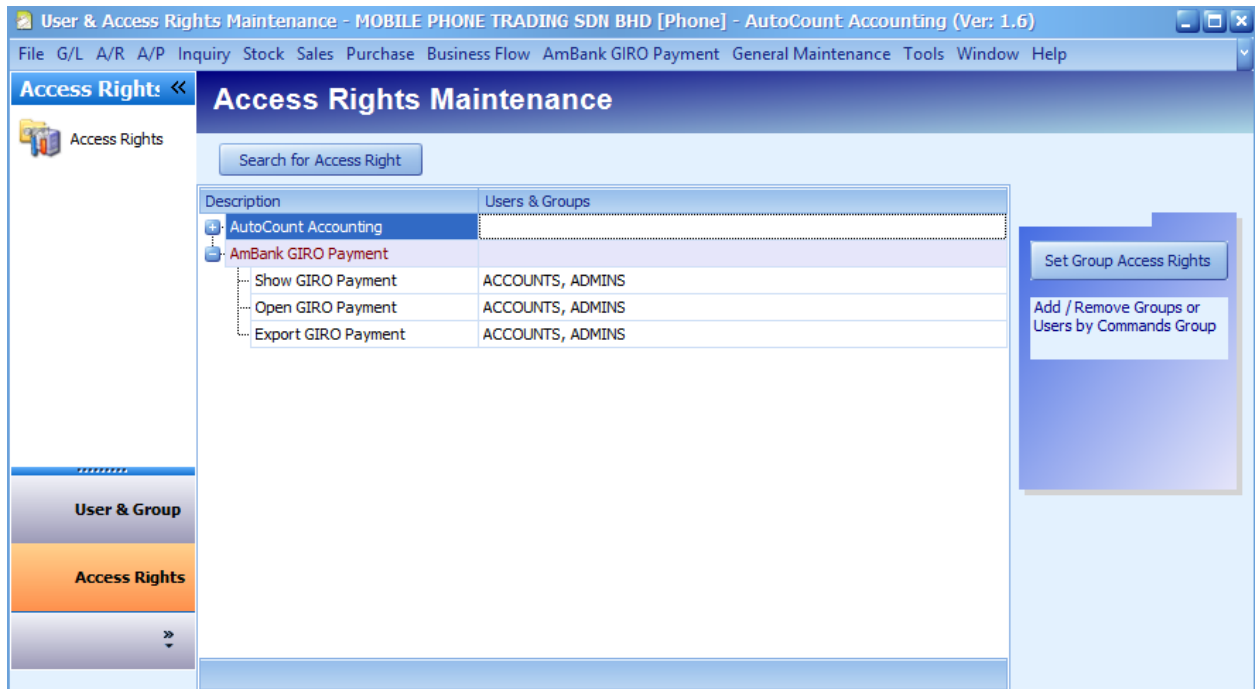 User & Access Rights Maintenance - MOBILE PHONE TRADING SDN BHD [Phone] - AutoCount Accounting (Ver: 1.6)
File G/L A/R A/P Inquiry Stock Sales Purchase Business Flow AmBank GIRO Payment General Maintenance Tools Window Help
Access Rights «
Access Rights Maintenance
Access Rights
Search for Access Right
Description Users & Groups
AutoCount Accounting
AmBank GIRO Payment
Show GIRO Payment ACCOUNTS, ADMINS
Open GIRO Payment ACCOUNTS, ADMINS
Export GIRO Payment ACCOUNTS, ADMINS
Set Group Access Rights
Add / Remove Groups or
Users by Commands Group
User & Group
Access Rights